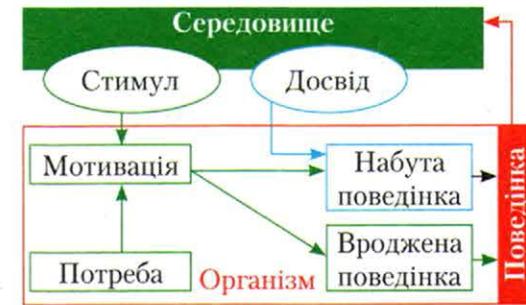 Середовище
Стимул
Досвід
Мотивація
Набута
поведінка
Вроджена
поведінка
Потреба
Організм
Поведінка